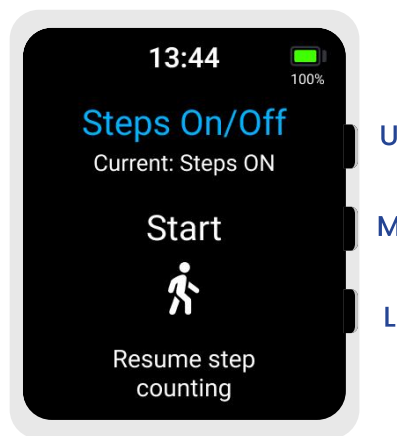 13:44
100%
Steps On/Off
Current: Steps ON
Start
Resume step
counting
U
M
L